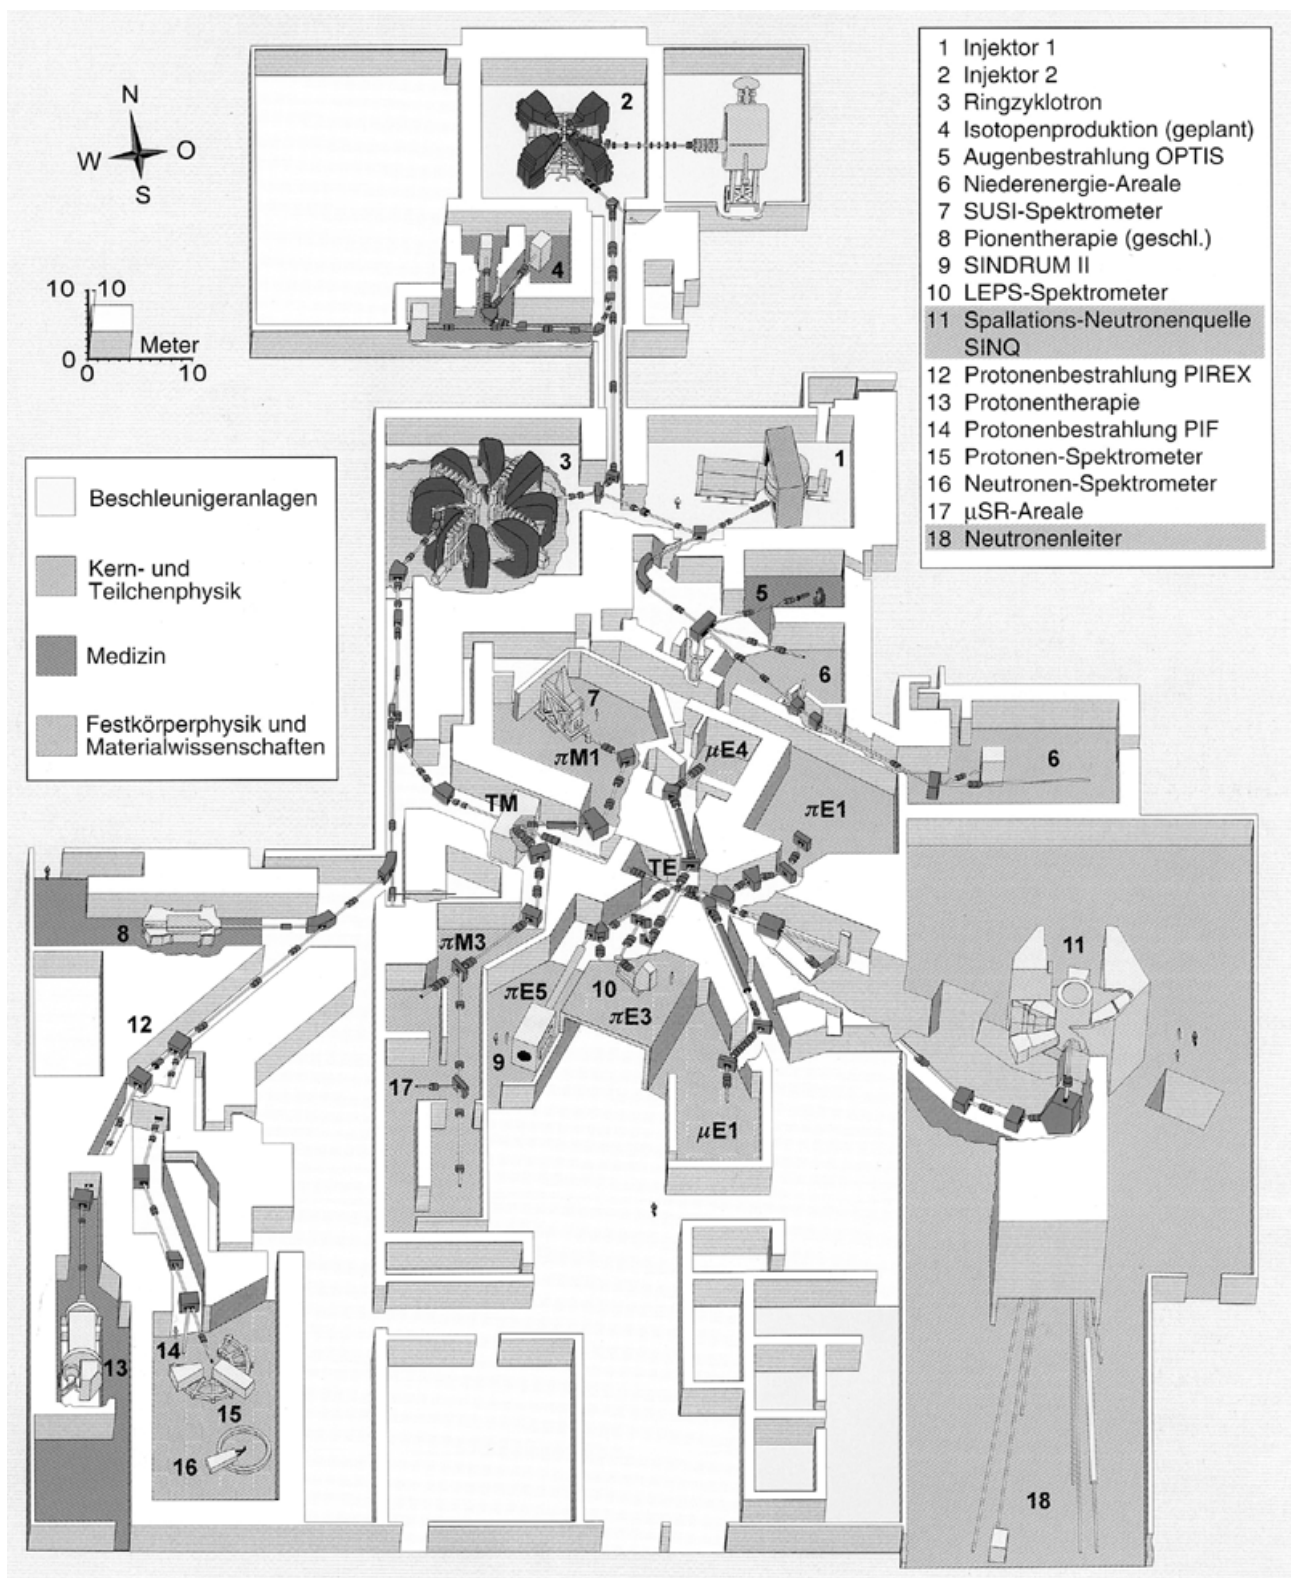 1 Injektor 1
2 Injektor 2
3 Ringzyklotron
4 Isotopenproduktion (geplant)
5 Augenbestrahlung OPTIS
6 Niederenergie-Areale
7 SUSI-Spektrometer
8 Pionentherapie (geschl.)
9 SINDRUM II
10 LEPS-Spektrometer
11 Spallations-Neutronenquelle
SINQ
12 Protonenbestrahlung PIREX
13 Protonentherapie
14 Protonenbestrahlung PIF
15 Protonen-Spektrometer
16 Neutronen-Spektrometer
17 µSR-Areale
18 Neutronenleiter
N
W O
S
10 10
Meter
0
0 10
Beschleunigeranlagen
Kern- und
Teilchenphysik
Medizin
Festkörperphysik und
Materialwissenschaften
2
4
3
1
5
6
7
πM1
µE4
6
TM
πE1
TE
8
πM3
11
πE5
10
πE3
12
9
17
µE1
14
13
15
16
18